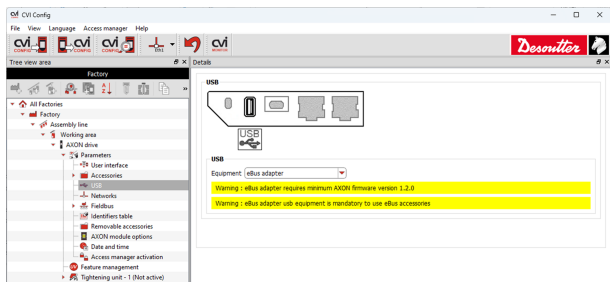 CVI Config
File View Language Access manager Help
CVI CONFIG CONFIG CVI CVI DS1 CVI
Desoutter
Tree view area
Details
Factory
All Factories
Factory
Assembly line
Working area
AXON drive
Parameters
User interface
Accessories
USB
Networks
Fieldbus
Identifiers table
Removable accessories
AXON module options
Date and time
Access manager activation
Feature management
Tightening unit - 1 (Not active)
USB
USB
USB
Equipment eBus adapter
Warning : eBus adapter requires minimum AXON firmware version 1.2.0
Warning : eBus adapter usb equipment is mandatory to use eBus accessories